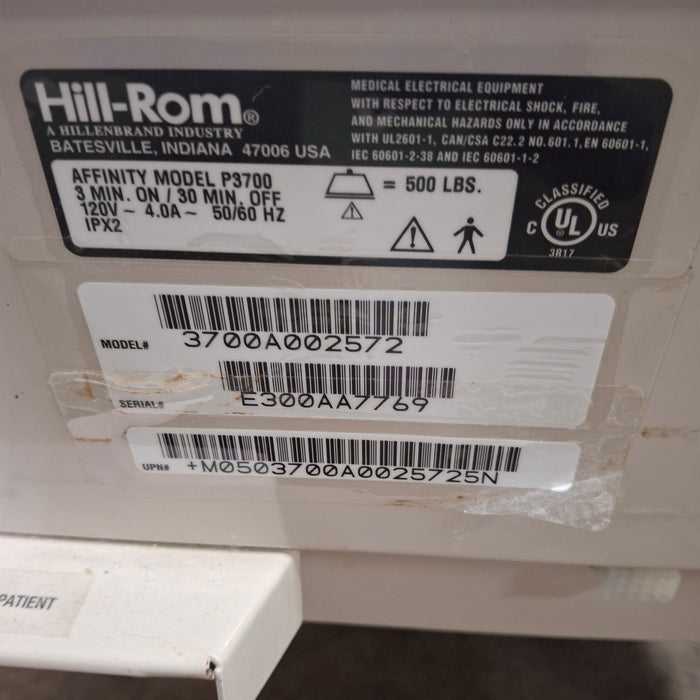 Hill-Rom®
A HILLENBRAND INDUSTRY
BATESVILLE, INDIANA 47006 USA
MEDICAL ELECTRICAL EQUIPMENT
WITH RESPECT TO ELECTRICAL SHOCK, FIRE,
AND MECHANICAL HAZARDS ONLY IN ACCORDANCE
WITH UL2601-1, CAN/CSA C22.2 NO.601.1, EN 60601-1,
IEC 60601-2-38 AND IEC 60601-1-2
AFFINITY MODEL P3700
3 MIN. ON / 30 MIN. OFF
120V ~ 4.0A ~ 50/60 HZ
IPX2
= 500 LBS.
CLASSIFIED
C UL® US
3R17
MODEL# 3700A002572
SERIAL# E300AA7769
UPN# +M0503700A0025725N
PATIENT